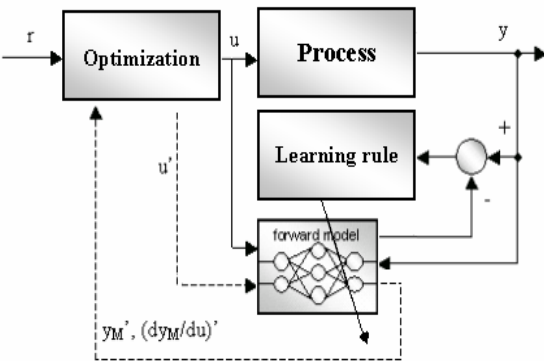 r
Optimization
u
Process
y
Learning rule
+
-
u'
forward model
yM', (dyM/du)'